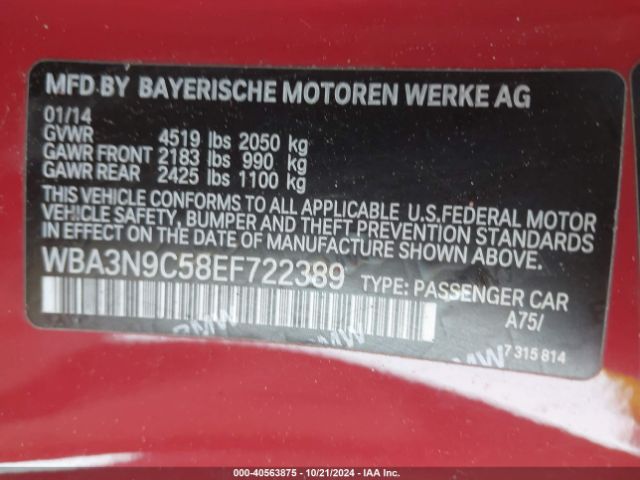 MFD BY BAYERISCHE MOTOREN WERKE AG
01/14
GVWR 4519 lbs 2050 kg
GAWR FRONT 2183 lbs 990 kg
GAWR REAR 2425 lbs 1100 kg
THIS VEHICLE CONFORMS TO ALL APPLICABLE U.S.FEDERAL MOTOR
VEHICLE SAFETY, BUMPER AND THEFT PREVENTION STANDARDS
IN EFFECT ON THE DATE OF MANUFACTURE SHOWN ABOVE.
WBA3N9C58EF722389 TYPE: PASSENGER CAR
A75/
BMW BMW
7 315 814
#VIN - 40563875 - 10/21/2024 - IAA Inc.